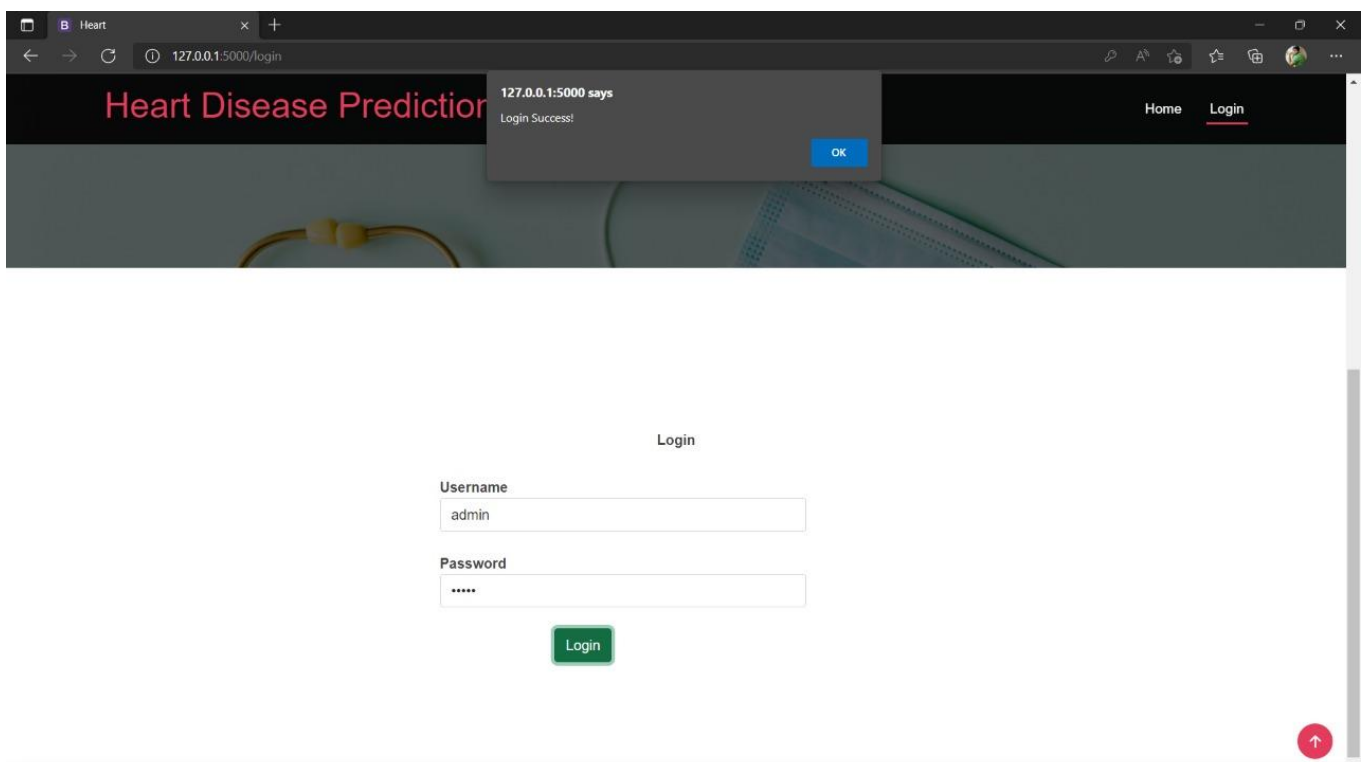 B Heart
127.0.0.1:5000/login
Heart Disease Prediction
127.0.0.1:5000 says
Login Success!
OK
Home Login
Login
Username
admin
Password
•••••
Login